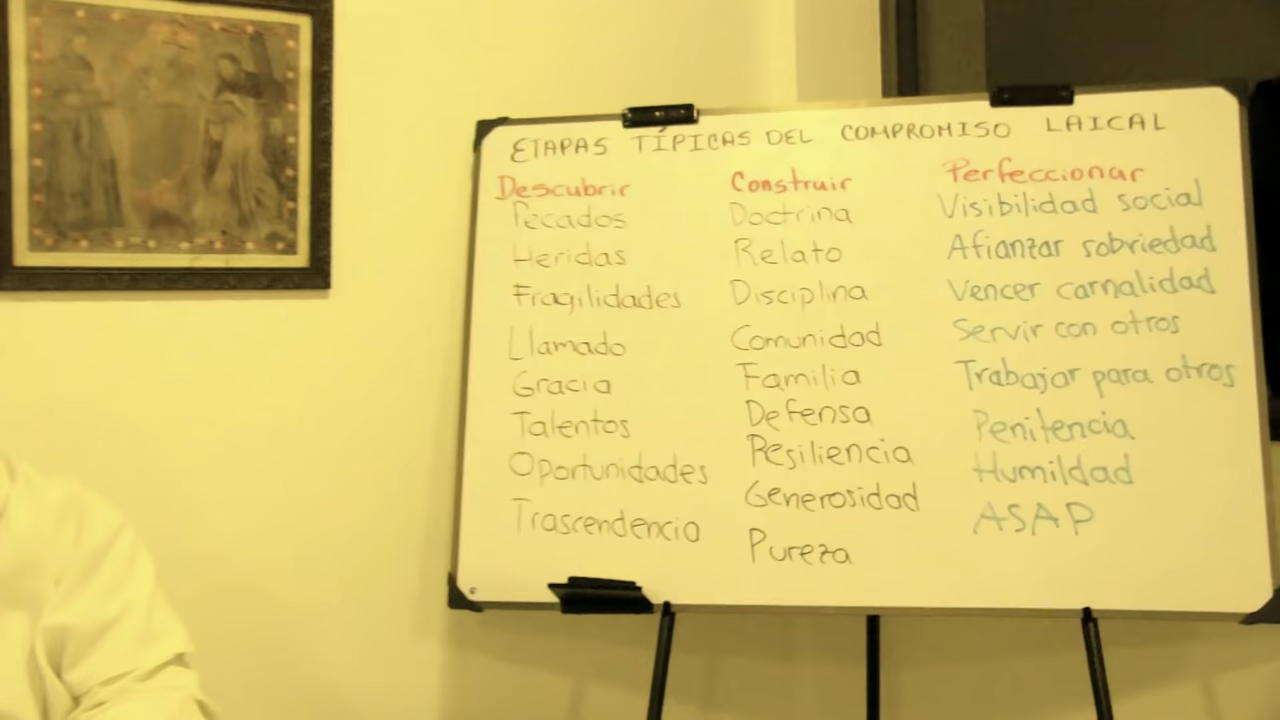 ETAPAS TÍPICAS DEL COMPROMISO LAICAL
Descubrir
Pecados
Heridas
Fragilidades
Llamado
Gracia
Talentos
Oportunidades
Trascendencia
Construir
Doctrina
Relato
Disciplina
Comunidad
Familia
Defensa
Resiliencia
Generosidad
Pureza
Perfeccionar
Visibilidad social
Afianzar sobriedad
Vencer carnalidad
Servir con otros
Trabajar para otros
Penitencia
Humildad
ASAP